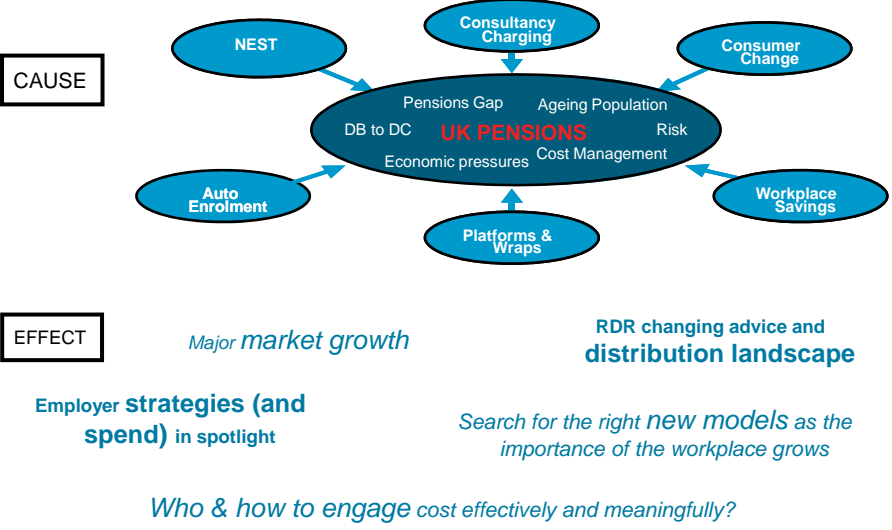 CAUSE
NEST
Consultancy
Charging
Consumer
Change
Pensions Gap
Ageing Population
DB to DC
UK PENSIONS
Risk
Economic pressures
Cost Management
Auto
Enrolment
Platforms &
Wraps
Workplace
Savings
EFFECT
Major market growth
RDR changing advice and
distribution landscape
Employer strategies (and
spend) in spotlight
Search for the right new models as the
importance of the workplace grows
Who & how to engage cost effectively and meaningfully?